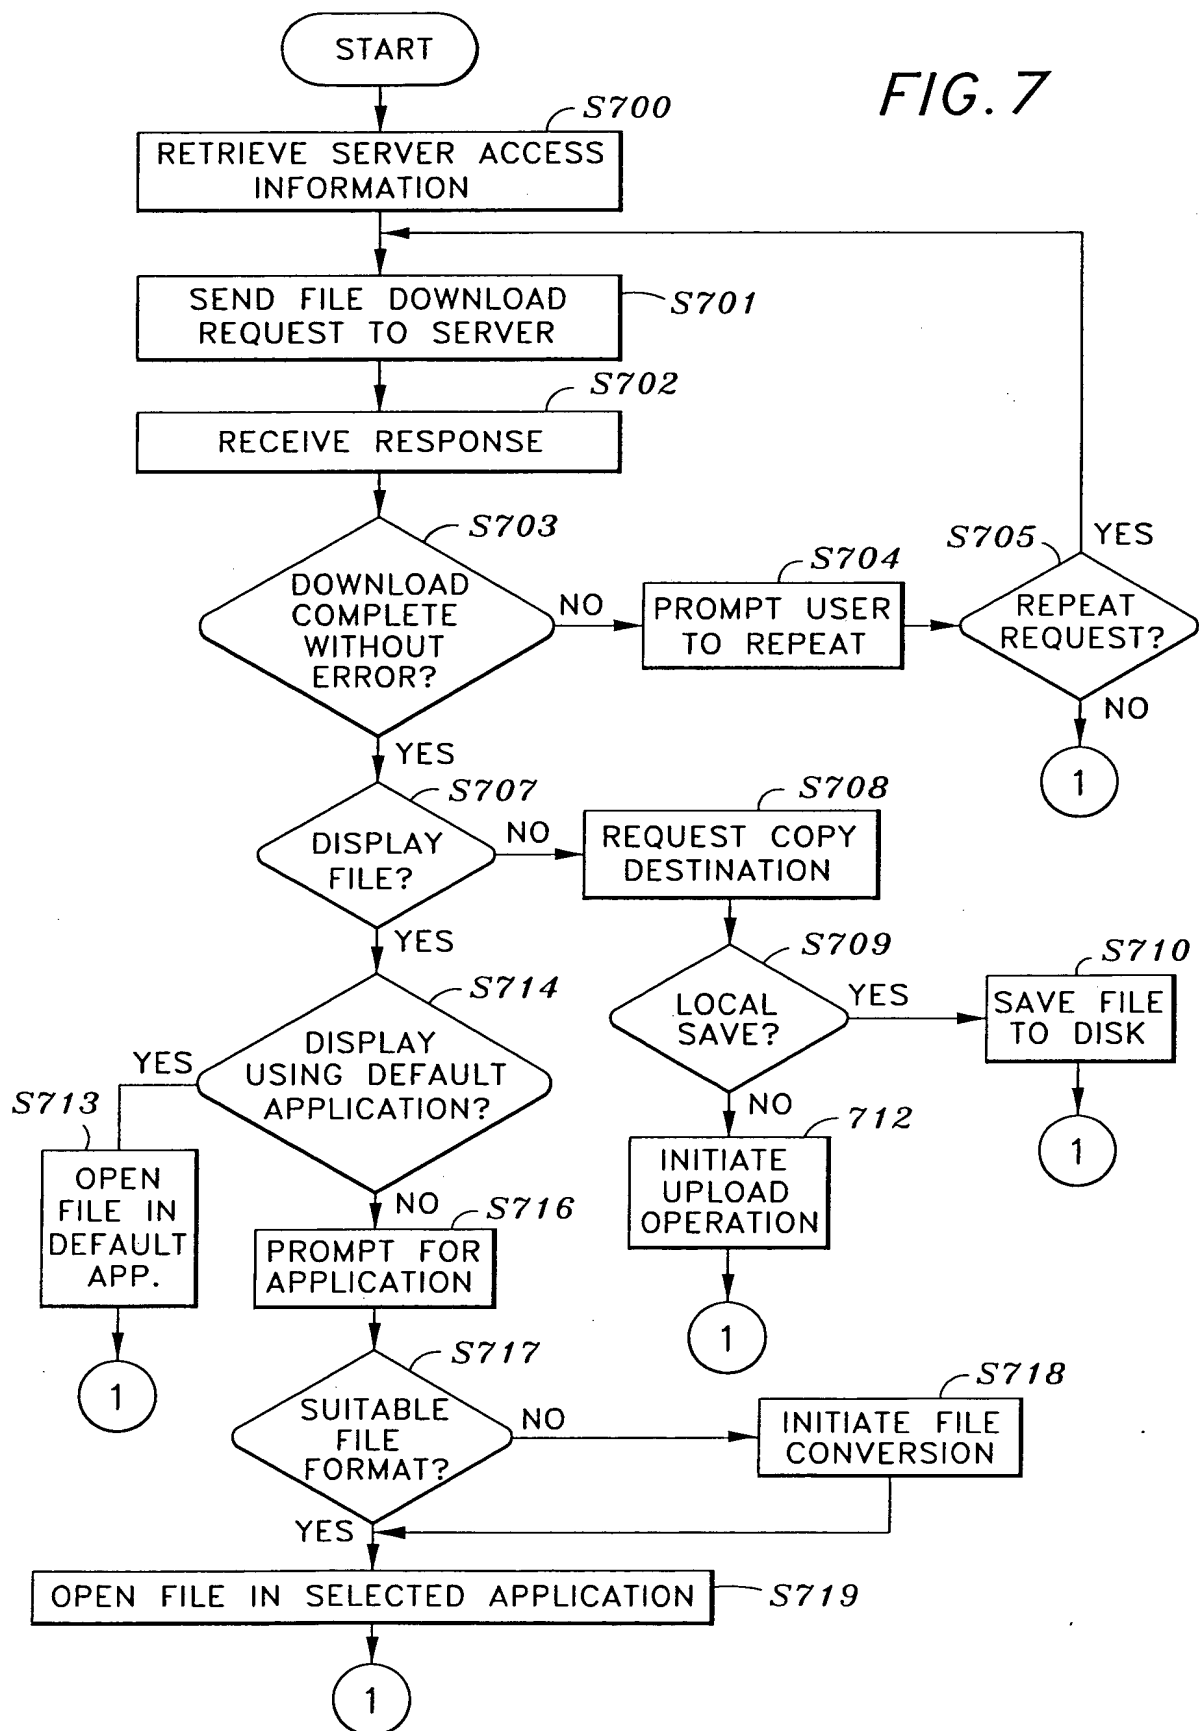 START
FIG. 7
S700
RETRIEVE SERVER ACCESS
INFORMATION
SEND FILE DOWNLOAD
REQUEST TO SERVER
S701
S702
RECEIVE RESPONSE
S703
DOWNLOAD
COMPLETE
WITHOUT
ERROR?
NO
S704
PROMPT USER
TO REPEAT
S705
YES
REPEAT
REQUEST?
NO
1
YES
S707
DISPLAY
FILE?
NO
S708
REQUEST COPY
DESTINATION
YES
S709
LOCAL
SAVE?
YES
S710
SAVE FILE
TO DISK
1
NO
712
INITIATE
UPLOAD
OPERATION
1
S714
DISPLAY
USING DEFAULT
APPLICATION?
YES
S713
OPEN
FILE IN
DEFAULT
APP.
1
NO
S716
PROMPT FOR
APPLICATION
S717
SUITABLE
FILE
FORMAT?
NO
S718
INITIATE FILE
CONVERSION
YES
OPEN FILE IN SELECTED APPLICATION
S719
1